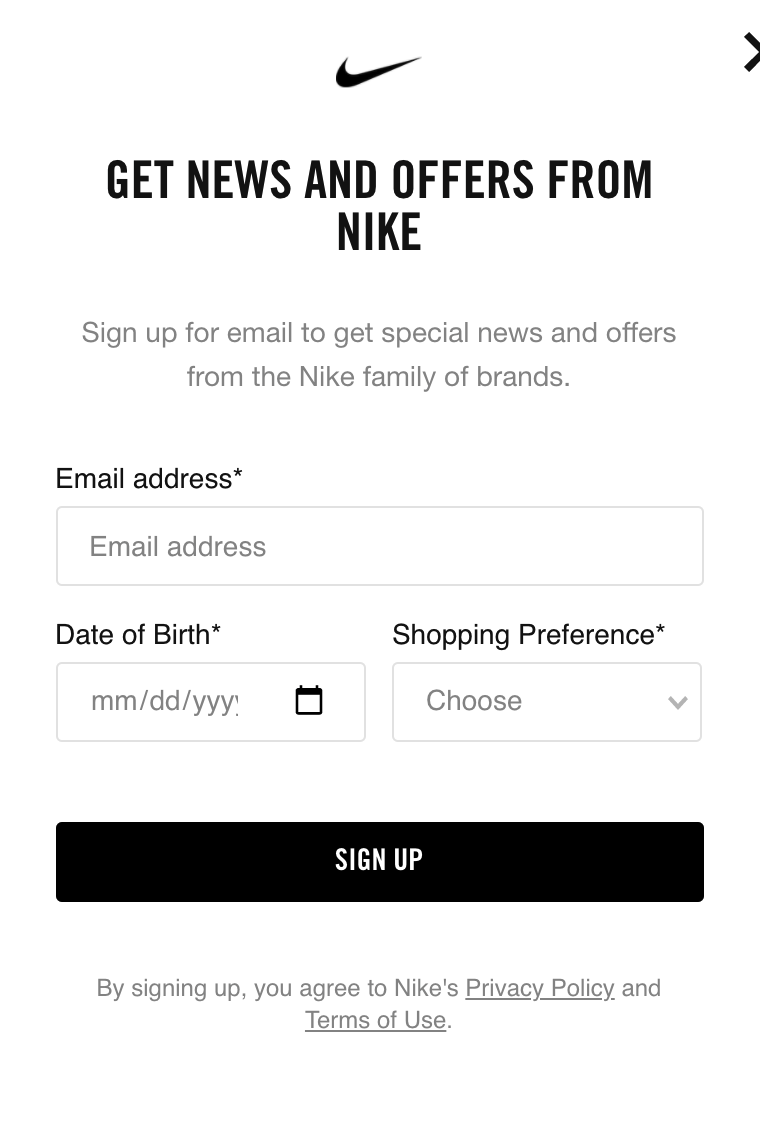 GET NEWS AND OFFERS FROM
NIKE
Sign up for email to get special news and offers
from the Nike family of brands.
Email address*
Email address
Date of Birth*
Shopping Preference*
mm/dd/yyyy
Choose
SIGN UP
By signing up, you agree to Nike's Privacy Policy and
Terms of Use.